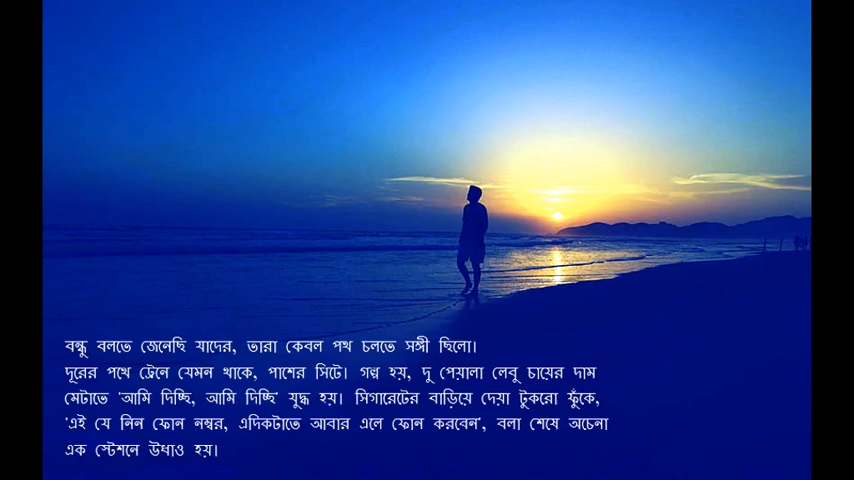 বন্ধু বলতে জেনেছি যাদের, তারা কেবল পথ চলতে সঙ্গী ছিলো।
দূরের পথে ট্রেনে যেমন থাকে, পাশের সিটে। গল্প হয়, দু পেয়ালা লেবু চায়ের দাম
মেটাতে 'আমি দিচ্ছি, আমি দিচ্ছি' যুদ্ধ হয়। সিগারেটের বাড়িয়ে দেয়া টুকরো ফুঁকে,
'এই যে নিন ফোন নম্বর, এদিকটাতে আবার এলে ফোন করবেন', বলা শেষে অচেনা
এক স্টেশনে উধাও হয়।